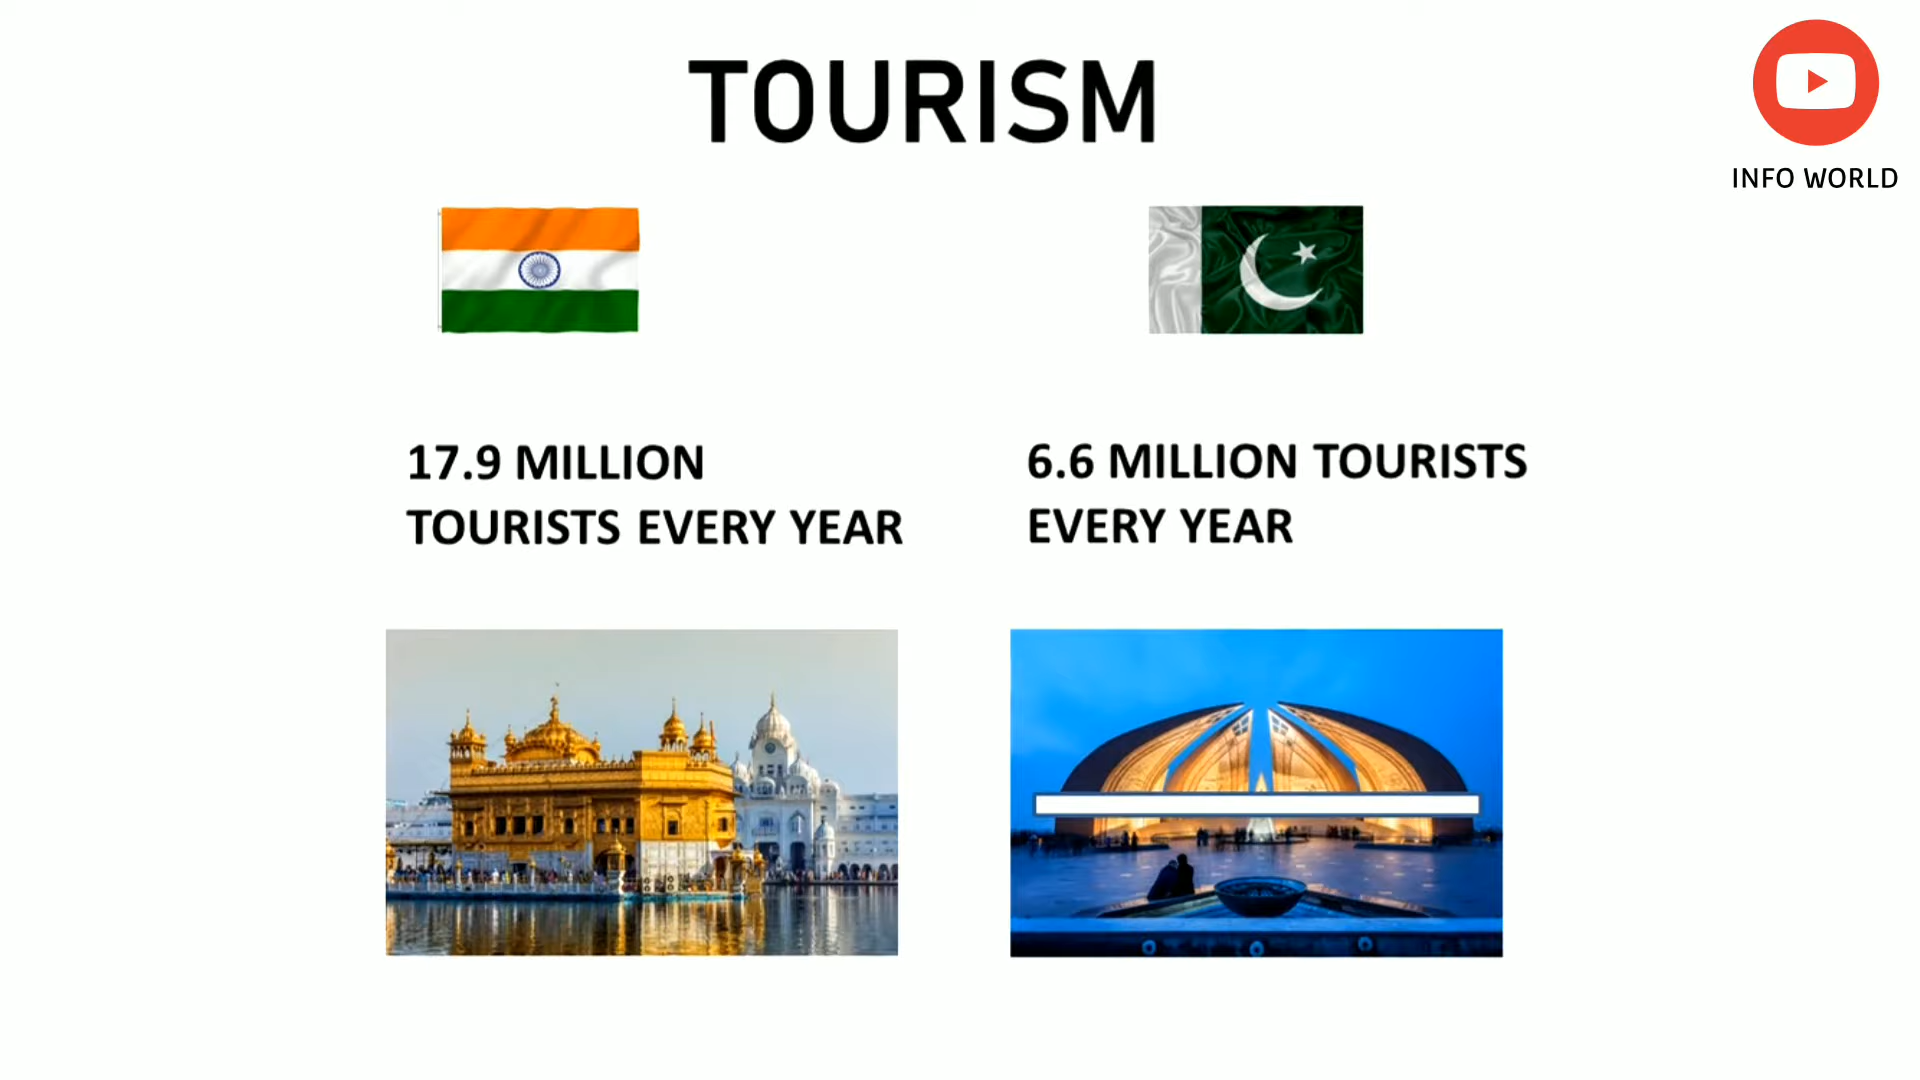 TOURISM
INFO WORLD
17.9 MILLION
TOURISTS EVERY YEAR
6.6 MILLION TOURISTS
EVERY YEAR